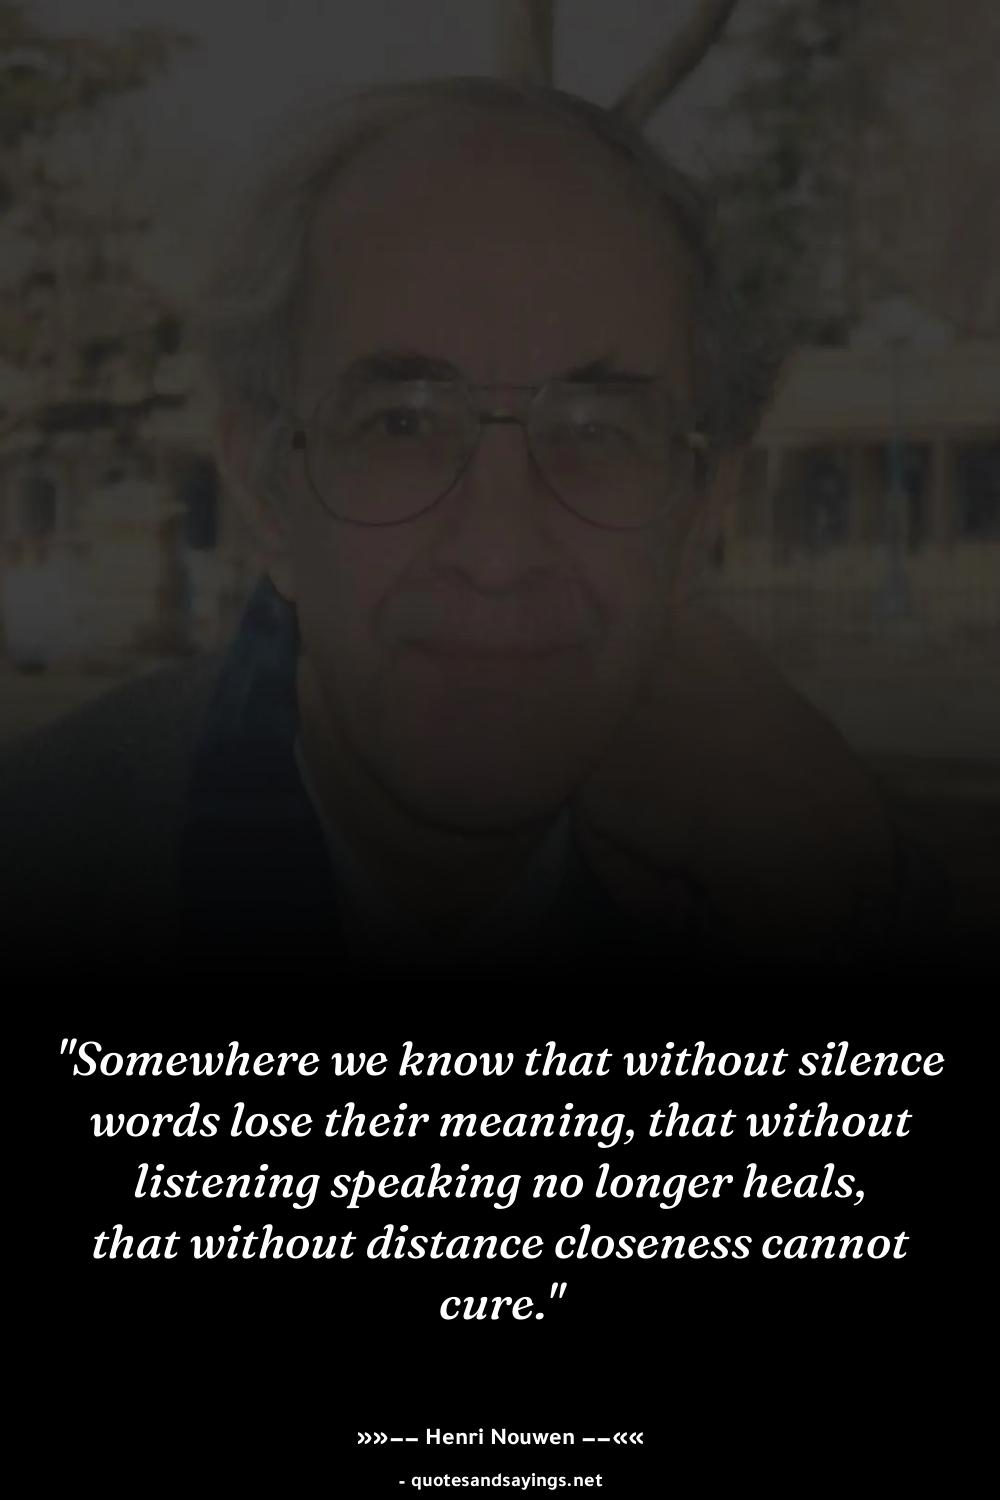 "Somewhere we know that without silence
words lose their meaning, that without
listening speaking no longer heals,
that without distance closeness cannot
cure."
»»–– Henri Nouwen ––««
- quotesandsayings.net